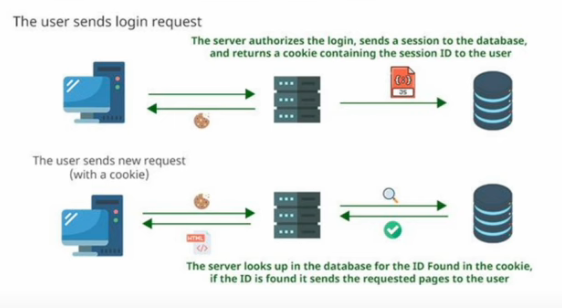 The user sends login request
The server authorizes the login, sends a session to the database,
and returns a cookie containing the session ID to the user
JS
The user sends new request
(with a cookie)
HTML
The server looks up in the database for the ID Found in the cookie,
if the ID is found it sends the requested pages to the user